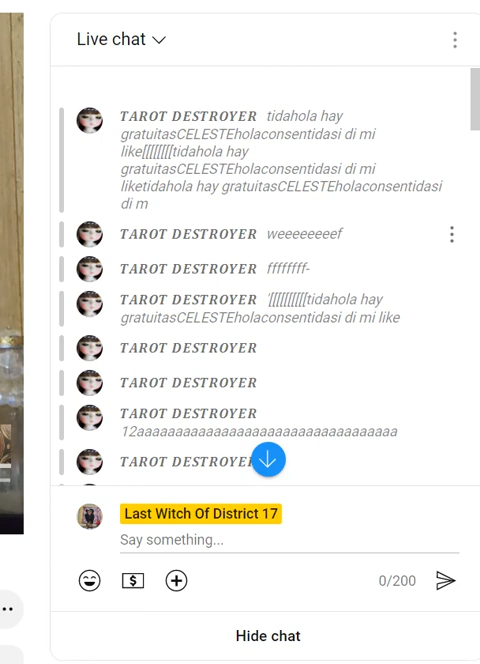 Live chat
TAROT DESTROYER tidahola hay
gratuitasCELESTEholaconsentidasi di mi
like[[[[[[[[tidahola hay
gratuitasCELESTEholaconsentidasi di mi
liketidahola hay gratuitasCELESTEholaconsentidasi
di m
TAROT DESTROYER weeeeeeeef
TAROT DESTROYER ffffffff-
TAROT DESTROYER '[[[[[[[[[[tidahola hay
gratuitasCELESTEholaconsentidasi di mi like
TAROT DESTROYER
TAROT DESTROYER
TAROT DESTROYER
12aaaaaaaaaaaaaaaaaaaaaaaaaaaaaaaaaa
TAROT DESTROYER
Last Witch Of District 17
Say something...
0/200
Hide chat